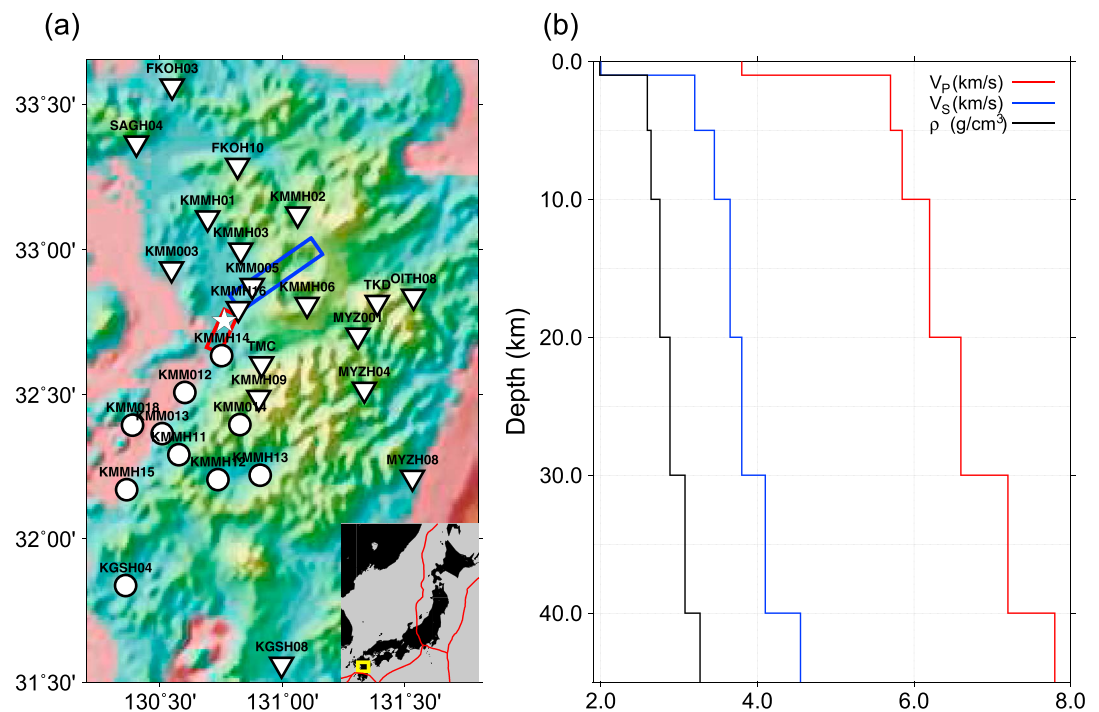 (a)
(b)
FKOH03
SAGH04
FKOH10
KMMH01
KMMH02
KMMH03
KMM003
KMM005
KMMH06
TKD
OITH08
KMMH16
MYZ001
KMMH14
TMC
KMM012
KMMH09
MYZH04
KMM018
KMM014
KMM013
KMMH11
KMMH12
KMMH13
MYZH08
KMMH15
KGSH04
KGSH08
33˚30'
33˚00'
32˚30'
32˚00'
31˚30'
130˚30'
131˚00'
131˚30'
0.0
10.0
20.0
30.0
40.0
Depth (km)
VP(km/s)
VS(km/s)
ρ (g/cm³)
2.0
4.0
6.0
8.0